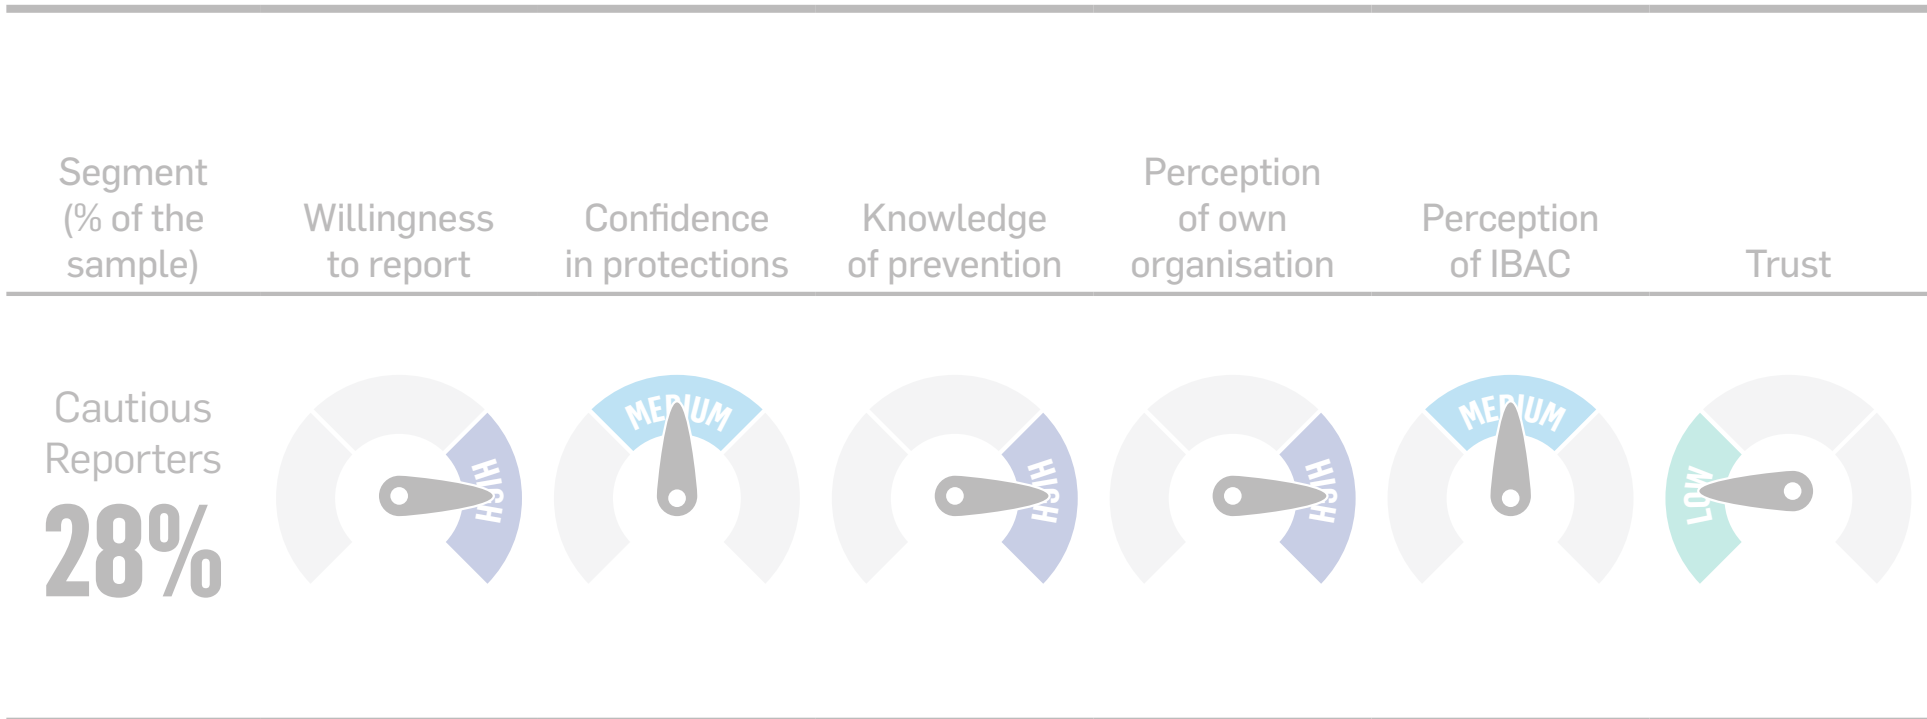 Segment
(% of the
sample)
Willingness
to report
Confidence
in protections
Knowledge
of prevention
Perception
of own
organisation
Perception
of IBAC
Trust
Cautious
Reporters
28%
HIGH
MEDIUM
HIGH
HIGH
MEDIUM
LOW